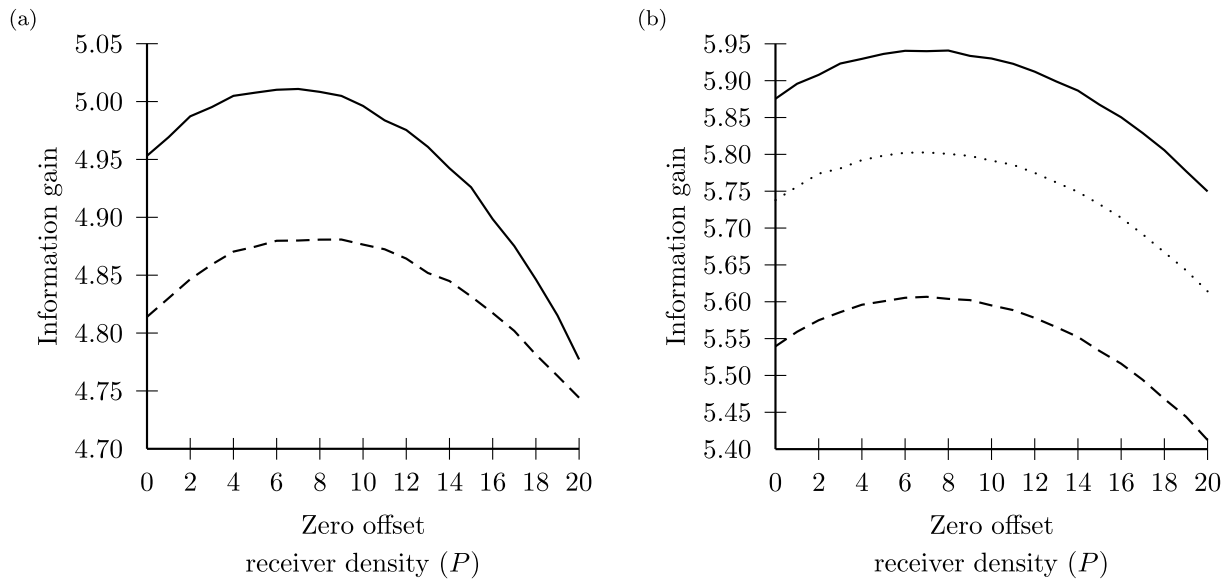 (a)
5.05
5.00
4.95
4.90
4.85
4.80
4.75
4.70
Information gain
0 2 4 6 8 10 12 14 16 18 20
Zero offset
receiver density (P)
(b)
5.95
5.90
5.85
5.80
5.75
5.70
5.65
5.60
5.55
5.50
5.45
5.40
Information gain
0 2 4 6 8 10 12 14 16 18 20
Zero offset
receiver density (P)